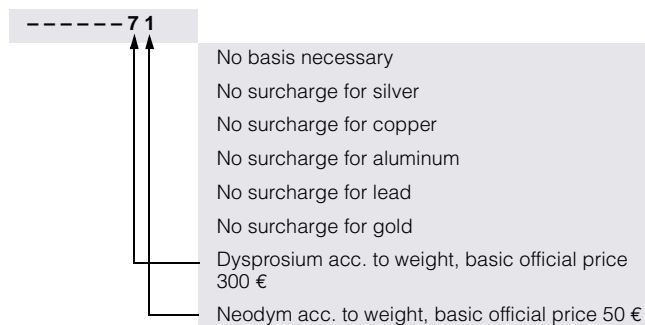 – – – – – – 7 1
No basis necessary
No surcharge for silver
No surcharge for copper
No surcharge for aluminum
No surcharge for lead
No surcharge for gold
Dysprosium acc. to weight, basic official price
300 €
Neodym acc. to weight, basic official price 50 €